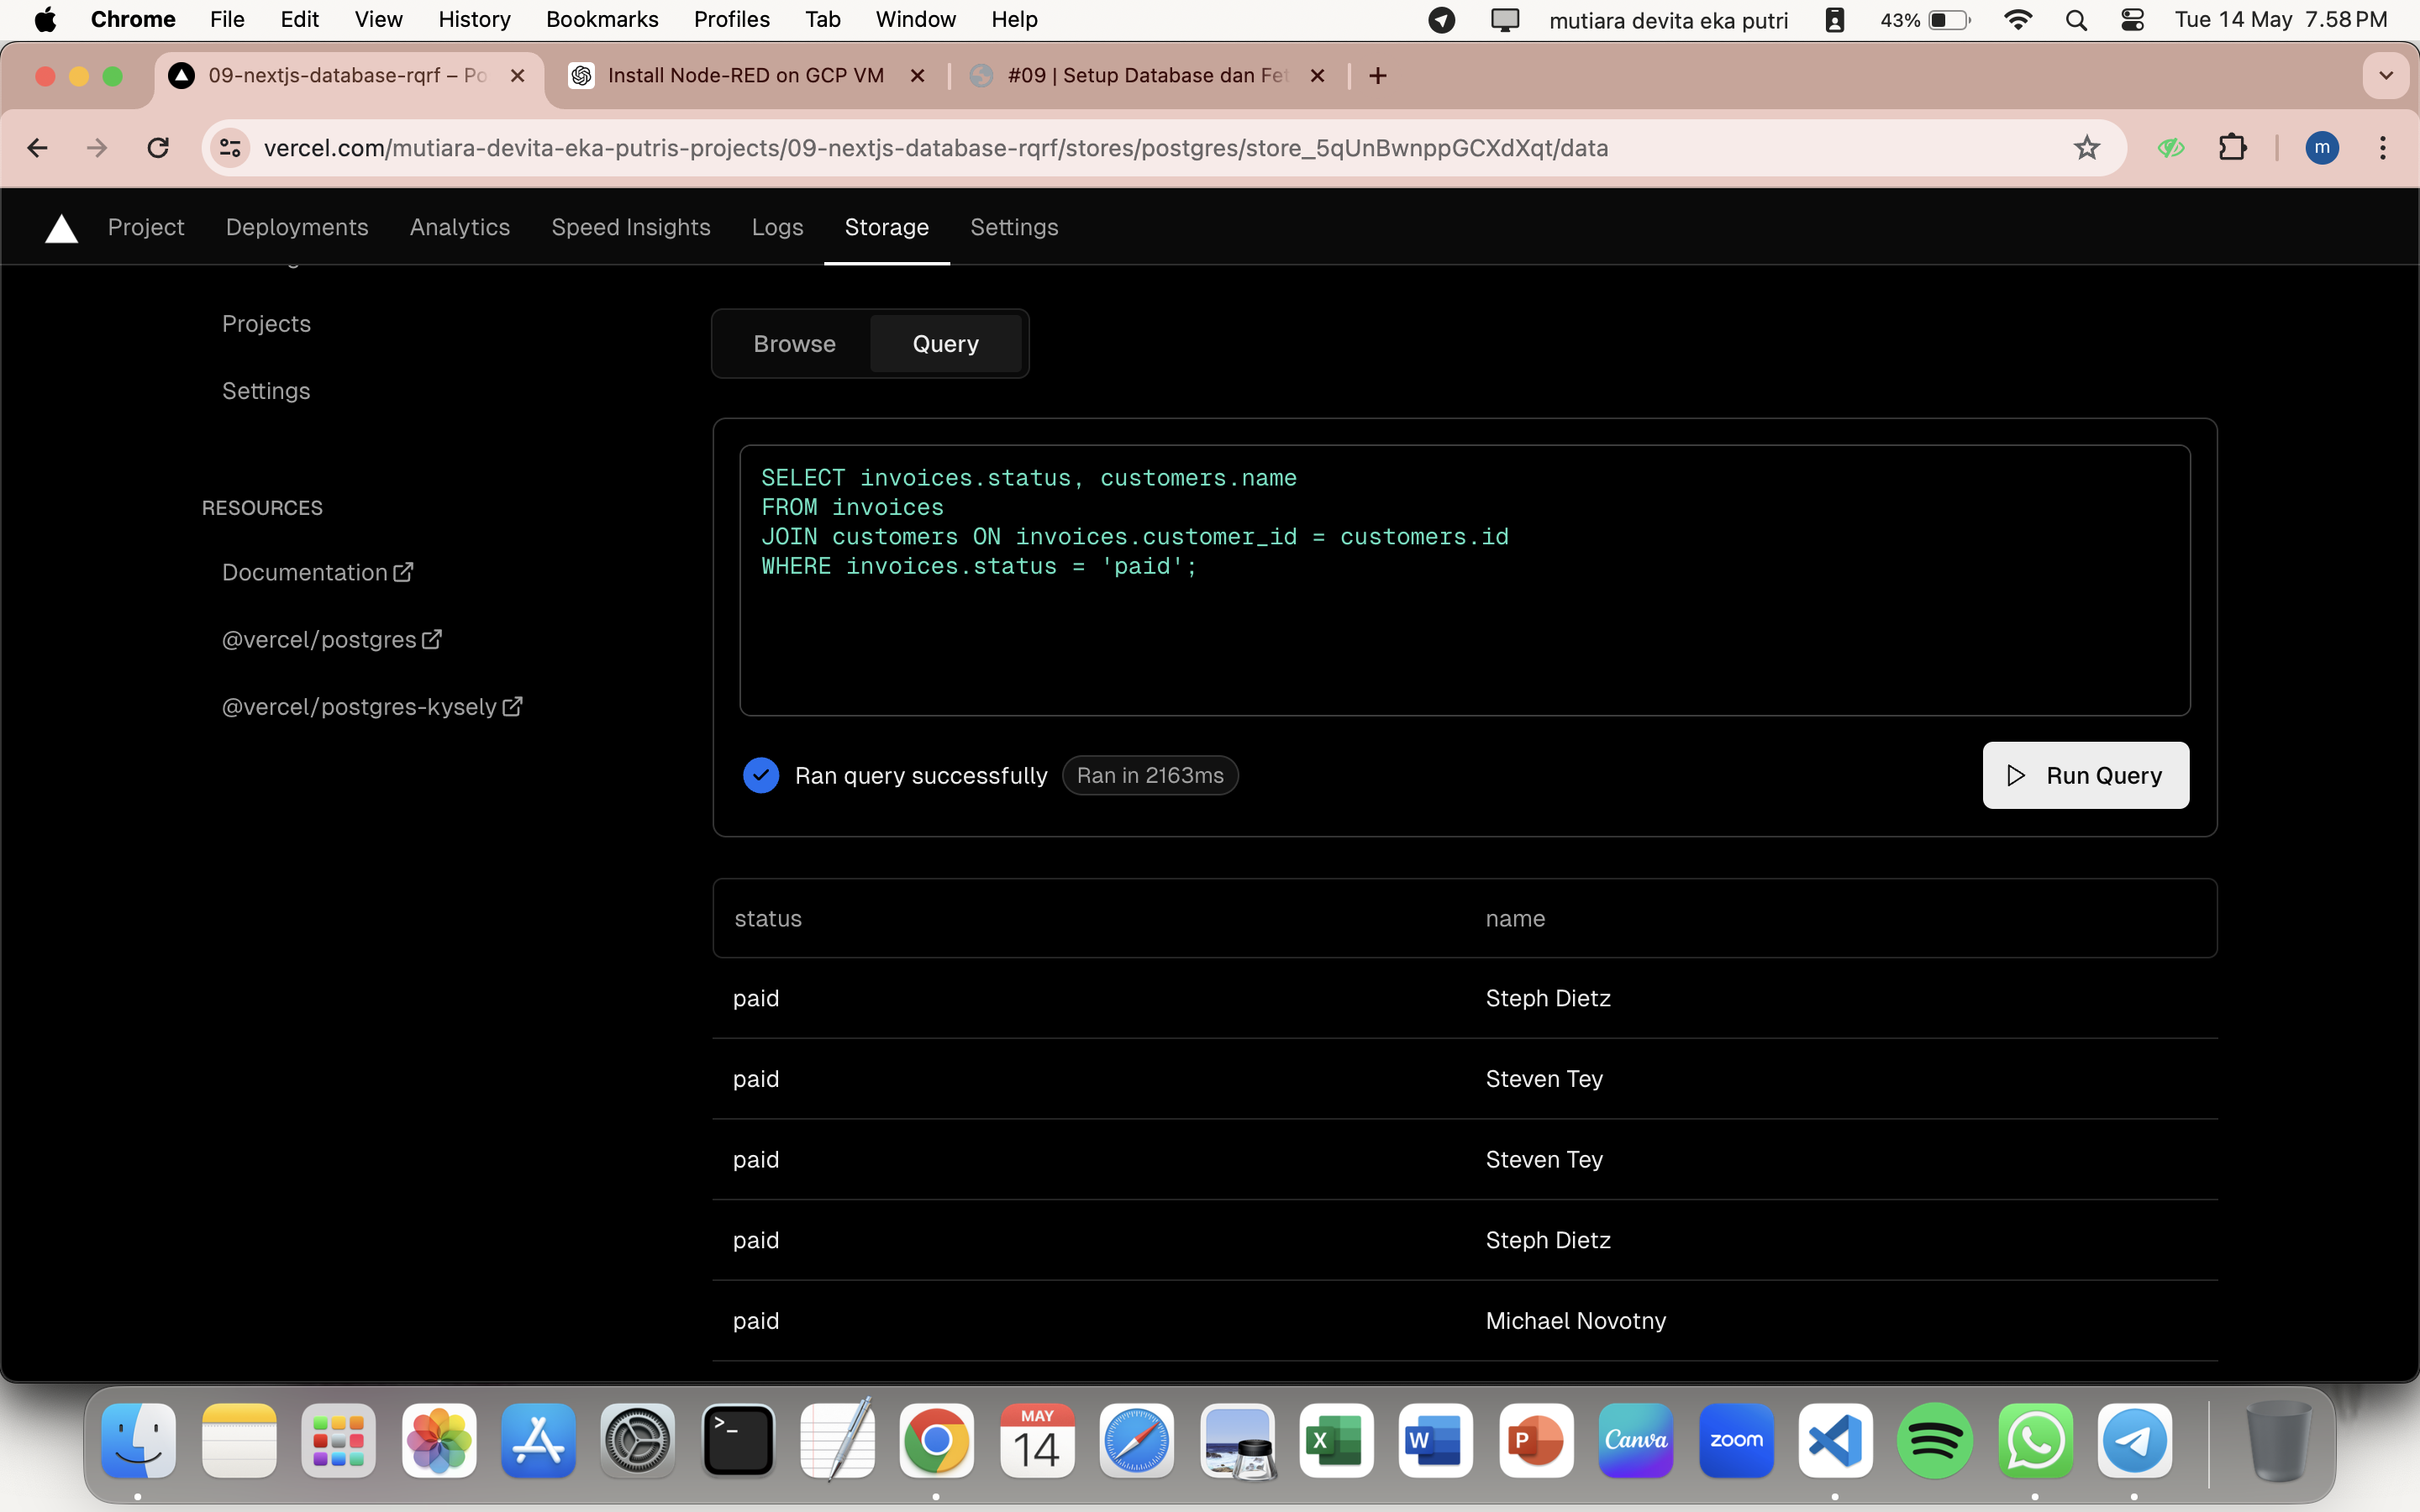 Chrome File Edit View History Bookmarks Profiles Tab Window Help mutiara devita eka putri 43% Tue 14 May 7.58 PM
09-nextjs-database-rqrf – Po Install Node-RED on GCP VM #09 | Setup Database dan Fet
vercel.com/mutiara-devita-eka-putris-projects/09-nextjs-database-rqrf/stores/postgres/store_5qUnBwnppGCXdXqt/data m
Project Deployments Analytics Speed Insights Logs Storage Settings
Projects
Settings
RESOURCES
Documentation
@vercel/postgres
@vercel/postgres-kysely
Browse Query
SELECT invoices.status, customers.name
FROM invoices
JOIN customers ON invoices.customer_id = customers.id
WHERE invoices.status = 'paid';
Ran query successfully Ran in 2163ms Run Query
status name
paid Steph Dietz
paid Steven Tey
paid Steven Tey
paid Steph Dietz
paid Michael Novotny
>_ MAY X W P Canva zoom
14